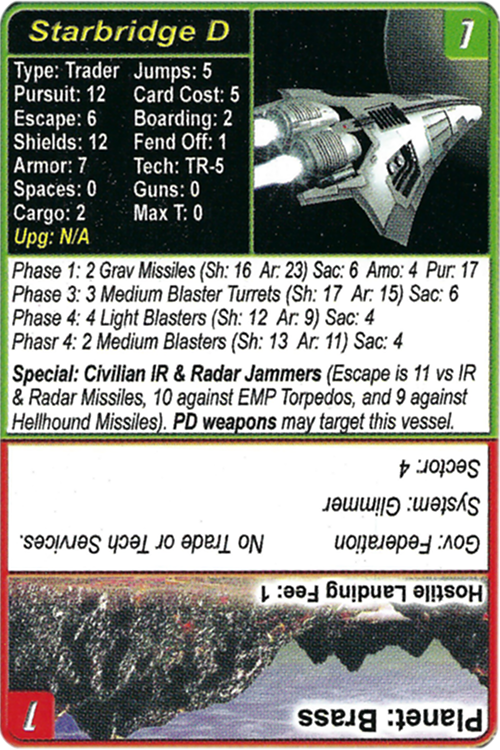 Starbridge D
1
Type: Trader Jumps: 5
Pursuit: 12 Card Cost: 5
Escape: 6 Boarding: 2
Shields: 12 Fend Off: 1
Armor: 7 Tech: TR-5
Spaces: 0 Guns: 0
Cargo: 2 Max T: 0
Upg: N/A
Phase 1: 2 Grav Missiles (Sh: 16 Ar: 23) Sac: 6 Amo: 4 Pur: 17
Phase 3: 3 Medium Blaster Turrets (Sh: 17 Ar: 15) Sac: 6
Phase 4: 4 Light Blasters (Sh: 12 Ar: 9) Sac: 4
Phasr 4: 2 Medium Blasters (Sh: 13 Ar: 11) Sac: 4
Special: Civilian IR & Radar Jammers (Escape is 11 vs IR
& Radar Missiles, 10 against EMP Torpedos, and 9 against
Hellhound Missiles). PD weapons may target this vessel.
Planet: Brass
1
Hostile Landing Fee: 1
Gov: Federation No Trade or Tech Services.
System: Glimmer
Sector: 4